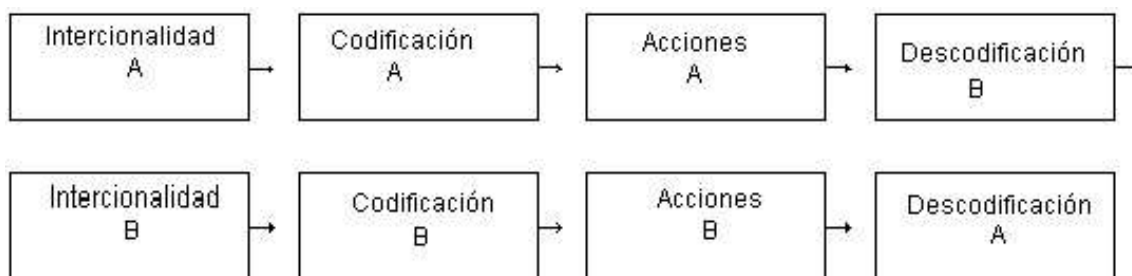 Intercionalidad
A
Codificación
A
Acciones
A
Descodificación
B
Intercionalidad
B
Codificación
B
Acciones
B
Descodificación
A